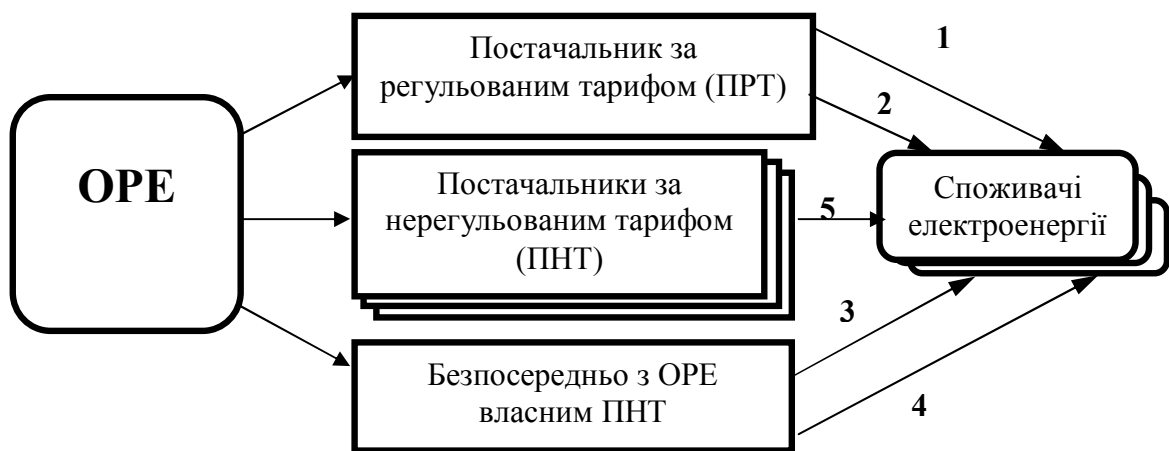 ОРЕ
Постачальник за
регульованим тарифом (ПРТ)
1
2
Постачальники за
нерегульованим тарифом
(ПНТ)
5
Споживачі
електроенергії
Безпосередньо з ОРЕ
власним ПНТ
3
4